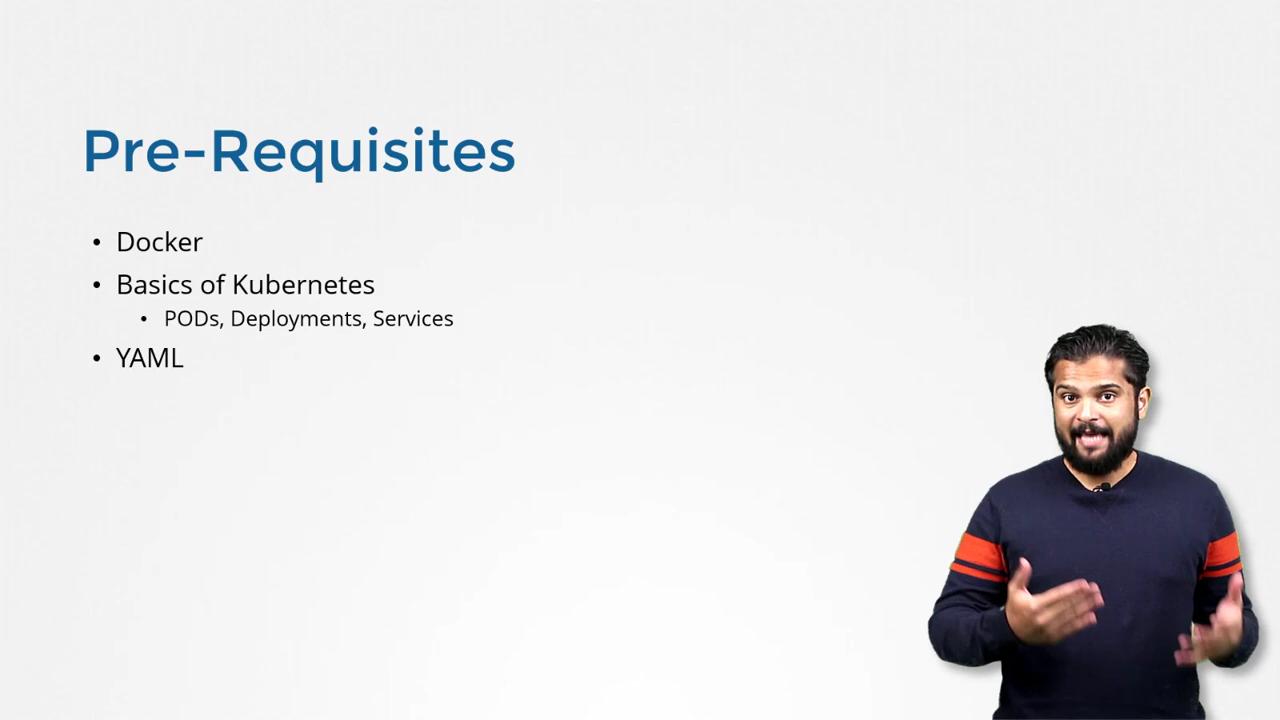 Pre-Requisites
• Docker
• Basics of Kubernetes
• PODs, Deployments, Services
• YAML